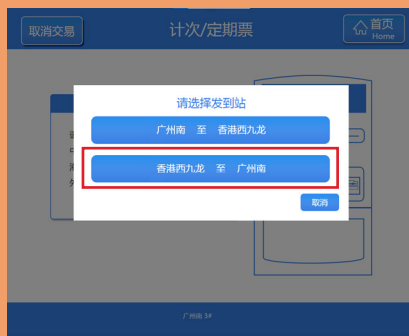 取消交易
计次/定期票
首页
Home
请选择发到站
广州南 至 香港西九龙
香港西九龙 至 广州南
取消
广州南 3#